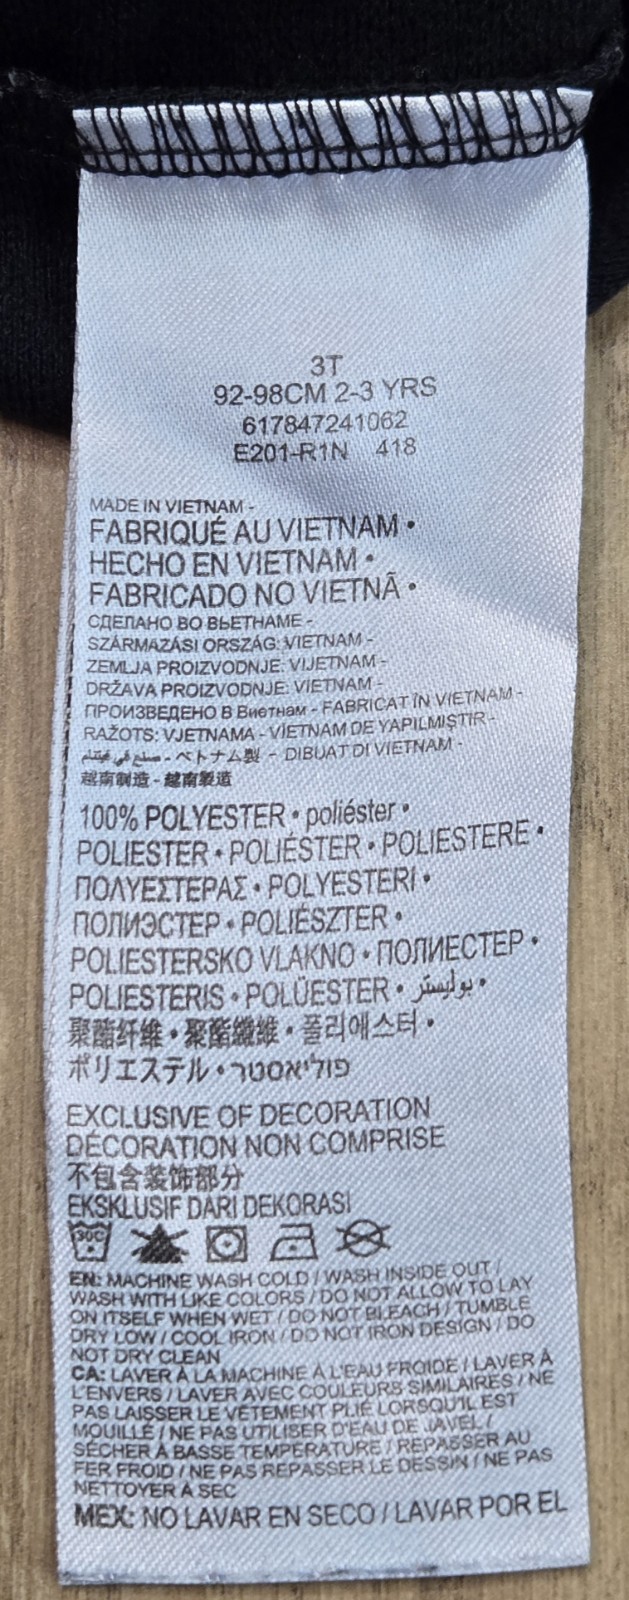 3T
92-98CM 2-3 YRS
617847241062
E201-R1N 418
MADE IN VIETNAM -
FABRIQUÉ AU VIETNAM •
HECHO EN VIETNAM •
FABRICADO NO VIETNÃ •
СДЕЛАНО ВО ВЬЕТНАМЕ -
SZÁRMAZÁSI ORSZÁG: VIETNAM -
ZEMLJA PROIZVODNJE: VIJETNAM -
DRŽAVA PROIZVODNJE: VIETNAM -
ПРОИЗВЕДЕНО В Виетнам - FABRICAT ÎN VIETNAM -
RAŽOTS: VJETNAMA - VİETNAM DE YAPILMIŞTIR -
صنع في فيتنام - ベトナム製 - DIBUAT DI VIETNAM -
越南制造 - 越南製造
100% POLYESTER • poliéster •
POLIESTER • POLIÉSTER • POLIESTERE •
ΠΟΛΥΕΣΤΕΡΑΣ • POLYESTERI •
ПОЛИЭСТЕР • POLIÉSZTER •
POLIESTERSKO VLAKNO • ПОЛИЕСТЕР •
POLIESTERIS • POLÜESTER • بوليستر •
聚酯纤维 • 聚酯纖維 • 폴리에스터 •
ポリエステル • פוליאסטר
EXCLUSIVE OF DECORATION
DÉCORATION NON COMPRISE
不包含装饰部分
EKSKLUSIF DARI DEKORASI
30C
EN: MACHINE WASH COLD / WASH INSIDE OUT /
WASH WITH LIKE COLORS / DO NOT ALLOW TO LAY
ON ITSELF WHEN WET / DO NOT BLEACH / TUMBLE
DRY LOW / COOL IRON / DO NOT IRON DESIGN / DO
NOT DRY CLEAN
CA: LAVER À LA MACHINE À L'EAU FROIDE / LAVER À
L'ENVERS / LAVER AVEC COULEURS SIMILAIRES / NE
PAS LAISSER LE VÊTEMENT PLIÉ LORSQU'IL EST
MOUILLÉ / NE PAS UTILISER D'EAU DE JAVEL /
SÉCHER À BASSE TEMPÉRATURE / REPASSER AU
FER FROID / NE PAS REPASSER LE DESSIN / NE PAS
NETTOYER À SEC
MEX: NO LAVAR EN SECO / LAVAR POR EL